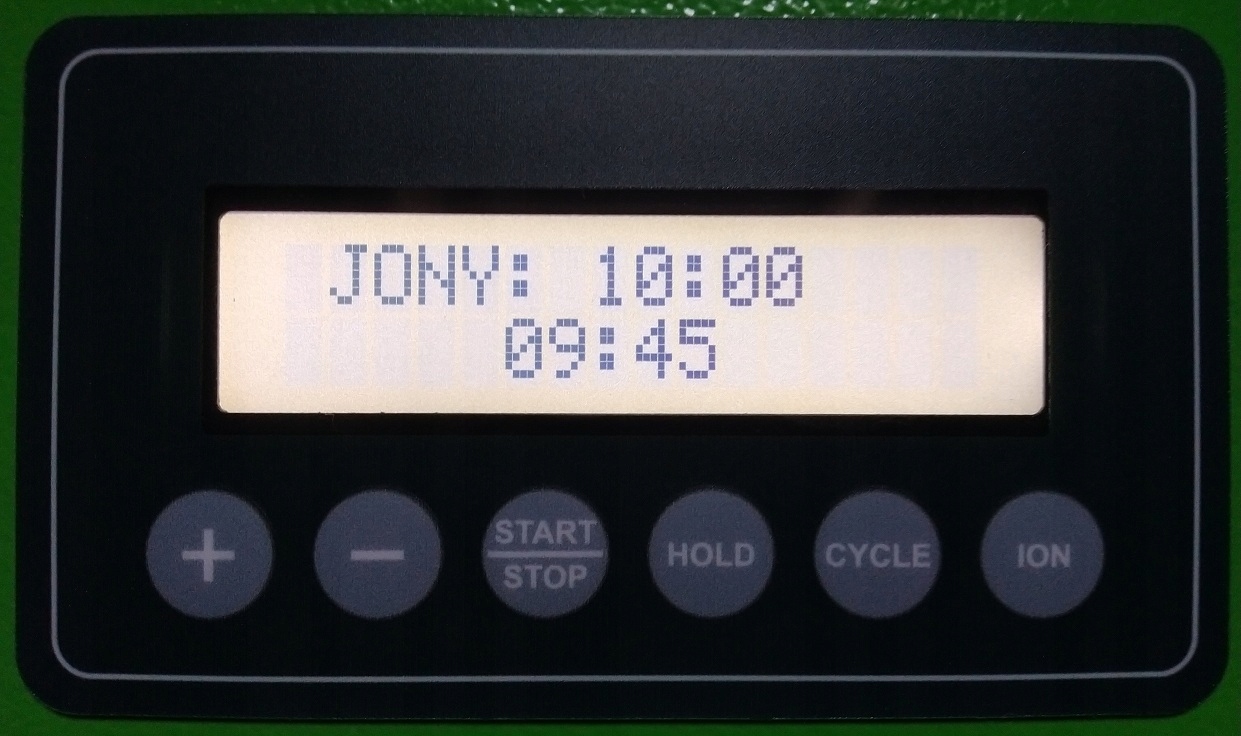 JONY: 10:00
09:45
+
−
START
STOP
HOLD
CYCLE
ION